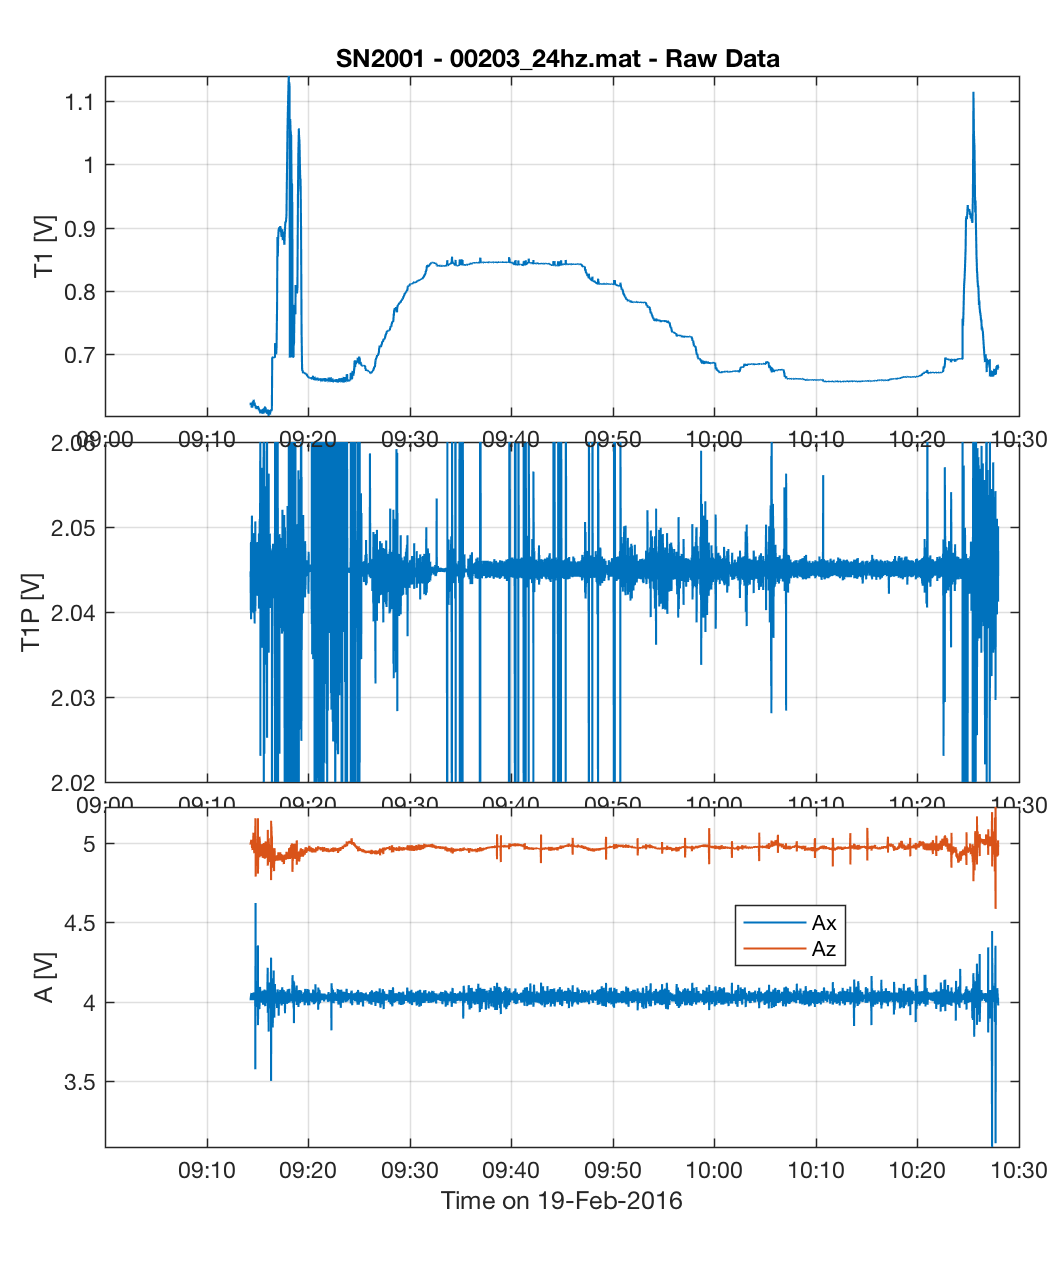 SN2001 - 00203_24hz.mat - Raw Data
1.1
1
0.9
0.8
0.7
T1 [V]
09:00 09:10 09:20 09:30 09:40 09:50 10:00 10:10 10:20 10:30
2.06
2.05
2.04
2.03
2.02
T1P [V]
09:00 09:10 09:20 09:30 09:40 09:50 10:00 10:10 10:20 10:30
5
4.5
4
3.5
A [V]
Ax
Az
09:10 09:20 09:30 09:40 09:50 10:00 10:10 10:20 10:30
Time on 19-Feb-2016